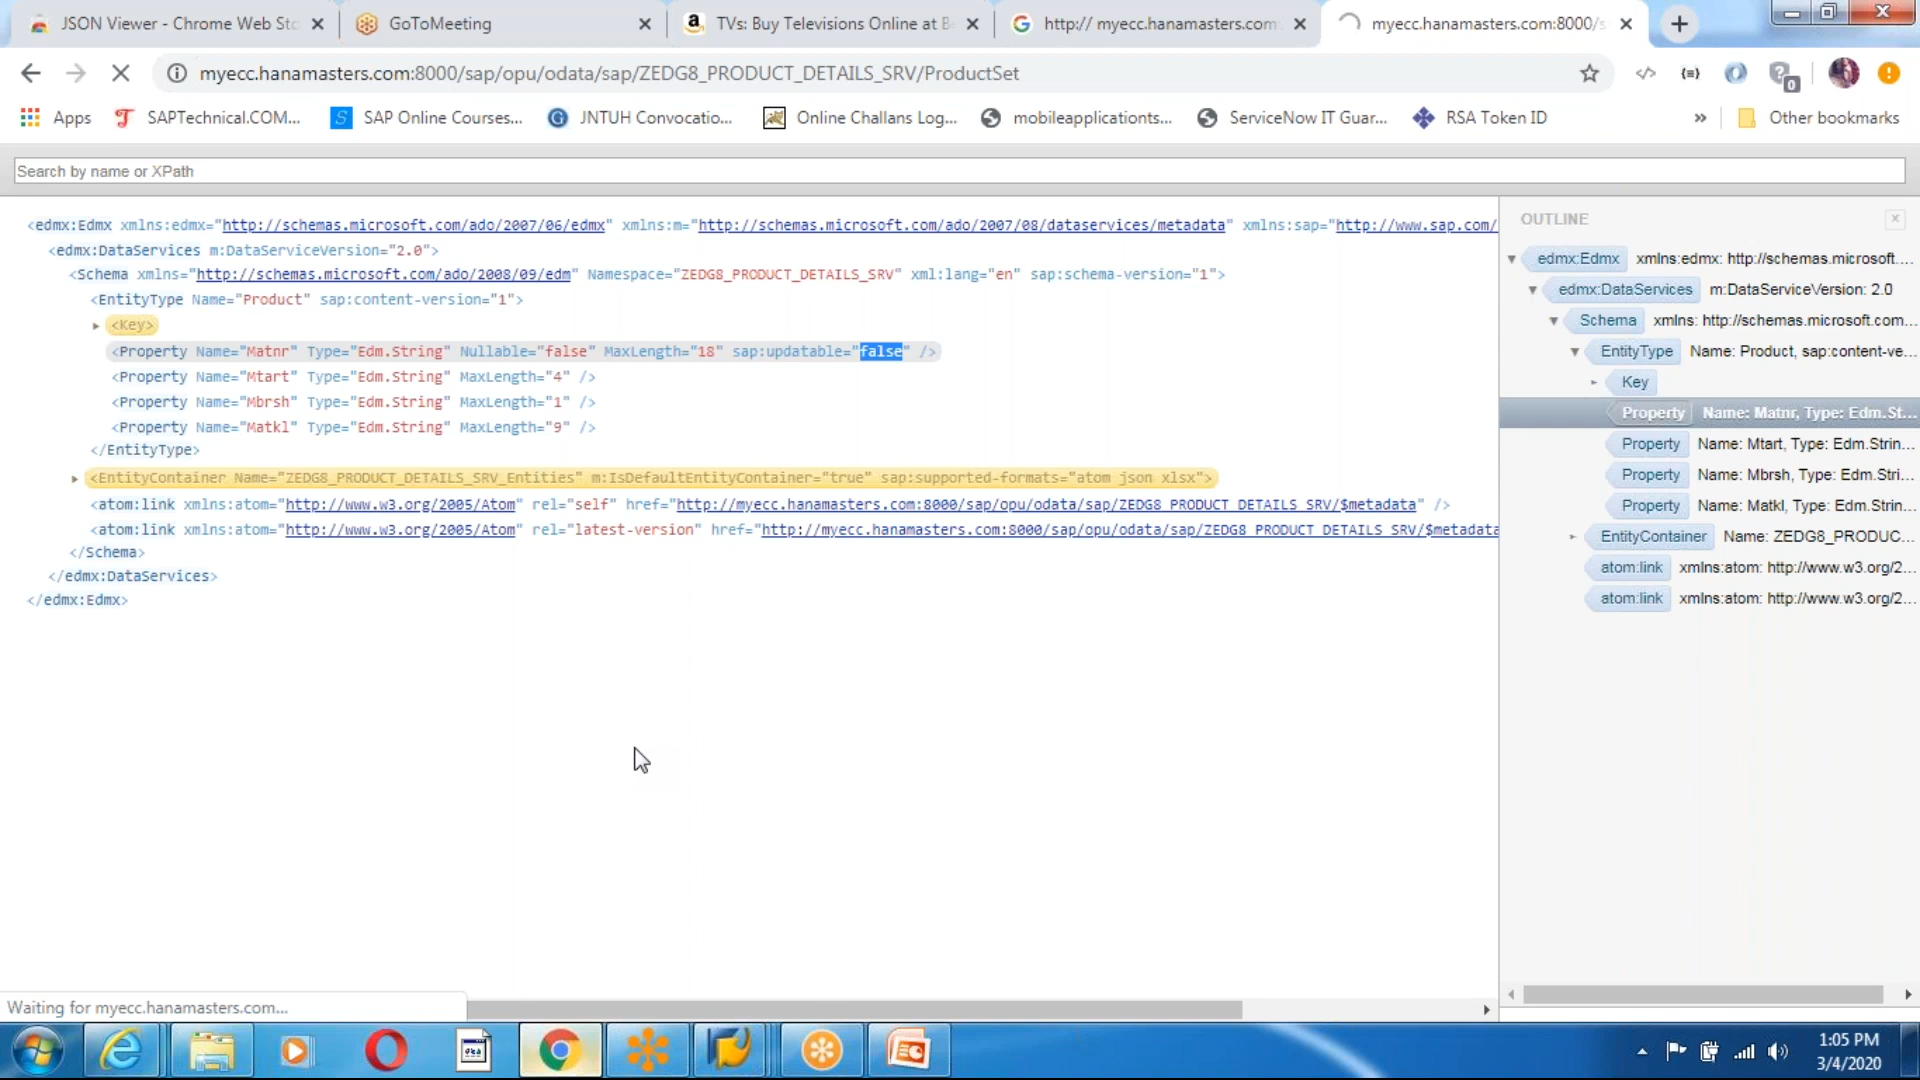 JSON Viewer - Chrome Web Sto
GoToMeeting
TVs: Buy Televisions Online at Be
http:// myecc.hanamasters.com:
myecc.hanamasters.com:8000/s
myecc.hanamasters.com:8000/sap/opu/odata/sap/ZEDG8_PRODUCT_DETAILS_SRV/ProductSet
Apps
SAPTechnical.COM...
SAP Online Courses...
JNTUH Convocatio...
Online Challans Log...
mobileapplicationts...
ServiceNow IT Guar...
RSA Token ID
»
Other bookmarks
Search by name or XPath
<edmx:Edmx xmlns:edmx="http://schemas.microsoft.com/ado/2007/06/edmx" xmlns:m="http://schemas.microsoft.com/ado/2007/08/dataservices/metadata" xmlns:sap="http://www.sap.com/
<edmx:DataServices m:DataServiceVersion="2.0">
<Schema xmlns="http://schemas.microsoft.com/ado/2008/09/edm" Namespace="ZEDG8_PRODUCT_DETAILS_SRV" xml:lang="en" sap:schema-version="1">
<EntityType Name="Product" sap:content-version="1">
<Key>
<Property Name="Matnr" Type="Edm.String" Nullable="false" MaxLength="18" sap:updatable="false" />
<Property Name="Mtart" Type="Edm.String" MaxLength="4" />
<Property Name="Mbrsh" Type="Edm.String" MaxLength="1" />
<Property Name="Matkl" Type="Edm.String" MaxLength="9" />
</EntityType>
<EntityContainer Name="ZEDG8_PRODUCT_DETAILS_SRV_Entities" m:IsDefaultEntityContainer="true" sap:supported-formats="atom json xlsx">
<atom:link xmlns:atom="http://www.w3.org/2005/Atom" rel="self" href="http://myecc.hanamasters.com:8000/sap/opu/odata/sap/ZEDG8_PRODUCT_DETAILS_SRV/$metadata" />
<atom:link xmlns:atom="http://www.w3.org/2005/Atom" rel="latest-version" href="http://myecc.hanamasters.com:8000/sap/opu/odata/sap/ZEDG8_PRODUCT_DETAILS_SRV/$metadata
</Schema>
</edmx:DataServices>
</edmx:Edmx>
OUTLINE
edmx:Edmx xmlns:edmx: http://schemas.microsoft....
edmx:DataServices m:DataServiceVersion: 2.0
Schema xmlns: http://schemas.microsoft.com...
EntityType Name: Product, sap:content-ve...
Key
Property Name: Matnr, Type: Edm.St...
Property Name: Mtart, Type: Edm.Strin...
Property Name: Mbrsh, Type: Edm.Stri...
Property Name: Matkl, Type: Edm.Strin...
EntityContainer Name: ZEDG8_PRODUC...
atom:link xmlns:atom: http://www.w3.org/2...
atom:link xmlns:atom: http://www.w3.org/2...
Waiting for myecc.hanamasters.com...
1:05 PM
3/4/2020